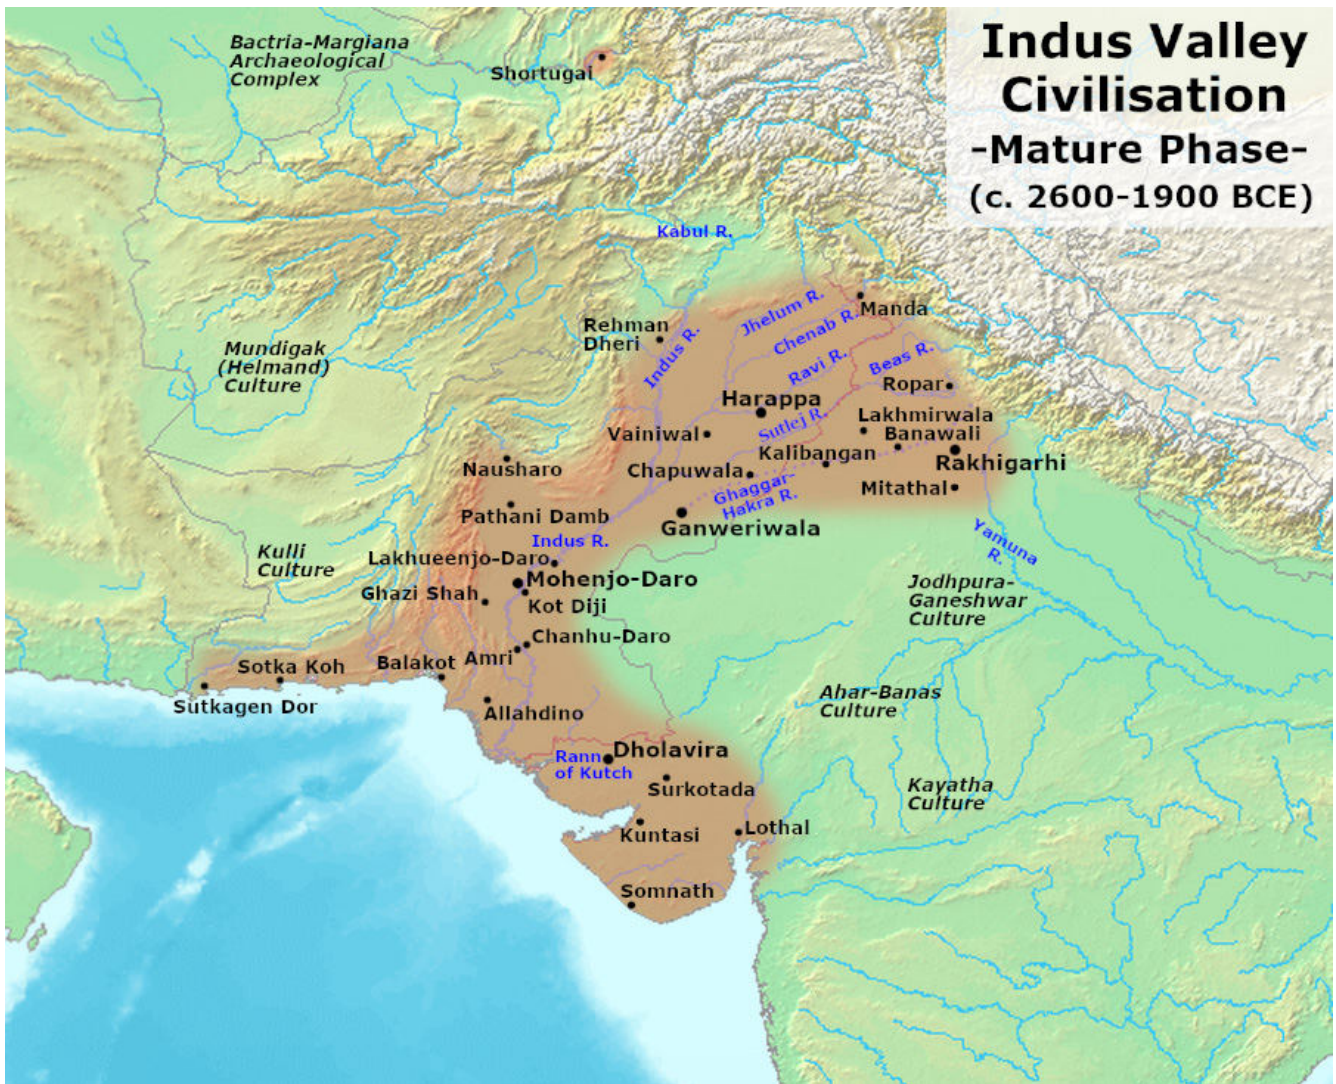 Indus Valley
Civilisation
-Mature Phase-
(c. 2600-1900 BCE)
Bactria-Margiana
Archaeological
Complex
Shortugai
Kabul R.
Jhelum R.
Manda
Chenab R.
Rehman
Dheri
Indus R.
Mundigak
(Helmand)
Culture
Ravi R.
Beas R.
Ropar
Harappa
Lakhmirwala
Sutlej R.
Vainiwal
Banawali
Kalibangan
Rakhigarhi
Nausharo
Chapuwala
Mitathal
Ghaggar-
Hakra R.
Pathani Damb
Ganweriwala
Indus R.
Yamuna
R.
Kulli
Culture
Lakhueenjo-Daro
Mohenjo-Daro
Ghazi Shah
Kot Diji
Jodhpura-
Ganeshwar
Culture
Chanhu-Daro
Amri
Sotka Koh
Balakot
Sutkagen Dor
Allahdino
Ahar-Banas
Culture
Dholavira
Rann
of Kutch
Surkotada
Kayatha
Culture
Kuntasi
Lothal
Somnath